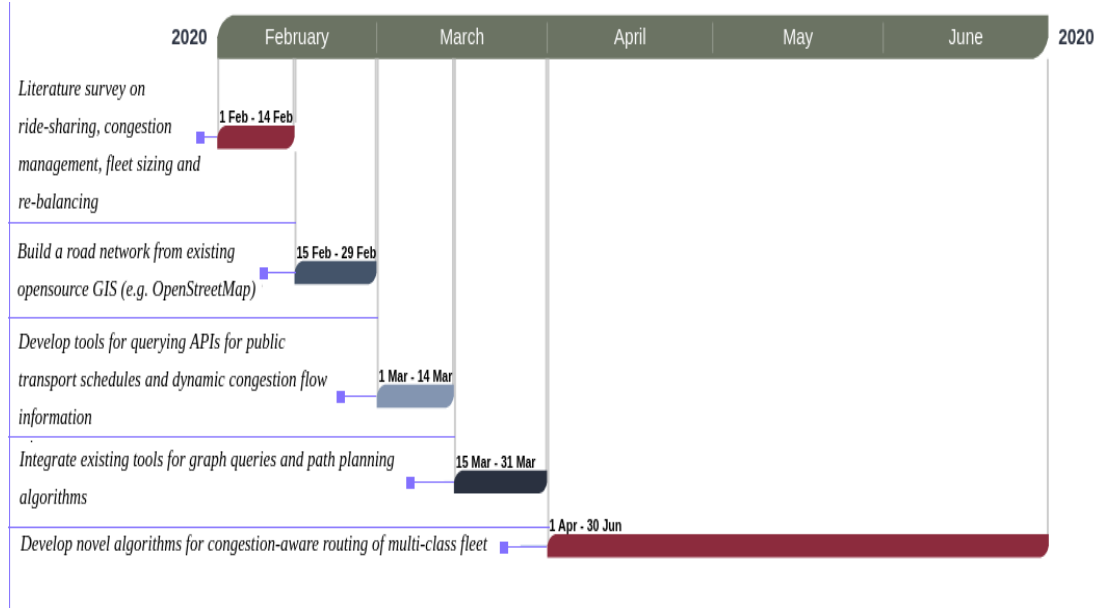 2020 February March April May June 2020
Literature survey on
ride-sharing, congestion
management, fleet sizing and
re-balancing
1 Feb - 14 Feb
Build a road network from existing
opensource GIS (e.g. OpenStreetMap)
15 Feb - 29 Feb
Develop tools for querying APIs for public
transport schedules and dynamic congestion flow
information
1 Mar - 14 Mar
.
Integrate existing tools for graph queries and path planning
algorithms
15 Mar - 31 Mar
Develop novel algorithms for congestion-aware routing of multi-class fleet
1 Apr - 30 Jun